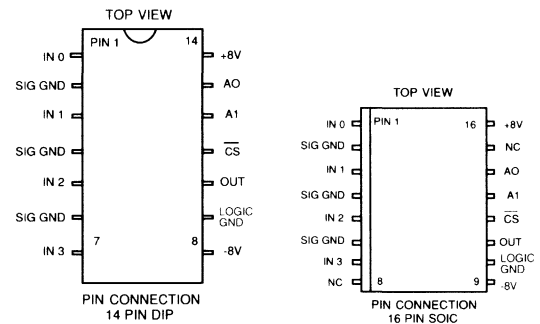 TOP VIEW
PIN 1 14
IN 0 +8V
SIG GND AO
IN 1 A1
SIG GND CS
IN 2 OUT
SIG GND LOGIC
GND
IN 3 7 8 -8V
PIN CONNECTION
14 PIN DIP
TOP VIEW
IN 0 PIN 1 16 +8V
SIG GND NC
IN 1 AO
SIG GND A1
IN 2 CS
SIG GND OUT
IN 3 LOGIC
GND
NC 8 9 -8V
PIN CONNECTION
16 PIN SOIC